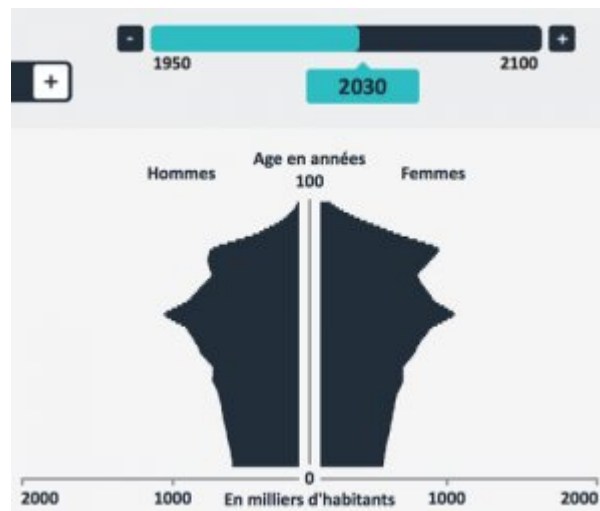 - +
1950 2100
+
2030
Age en années
Hommes 100 Femmes
0
2000 1000 En milliers d'habitants 1000 2000